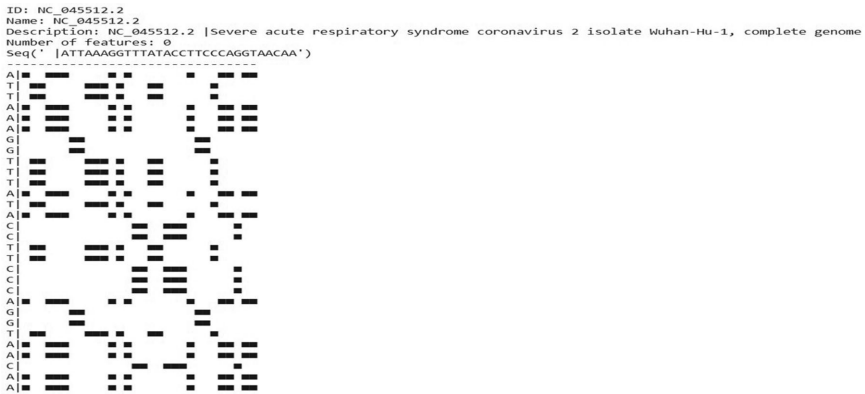 ID: NC_045512.2
Name: NC_045512.2
Description: NC_045512.2 |Severe acute respiratory syndrome coronavirus 2 isolate Wuhan-Hu-1, complete genome
Number of features: 0
Seq(' |ATTAAAGGTTTATACCTTCCCAGGTAACAA')
--------------------------------
A|
T|
T|
A|
A|
A|
G|
G|
T|
T|
T|
A|
T|
A|
C|
C|
T|
T|
C|
C|
C|
A|
G|
G|
T|
A|
A|
C|
A|
A|